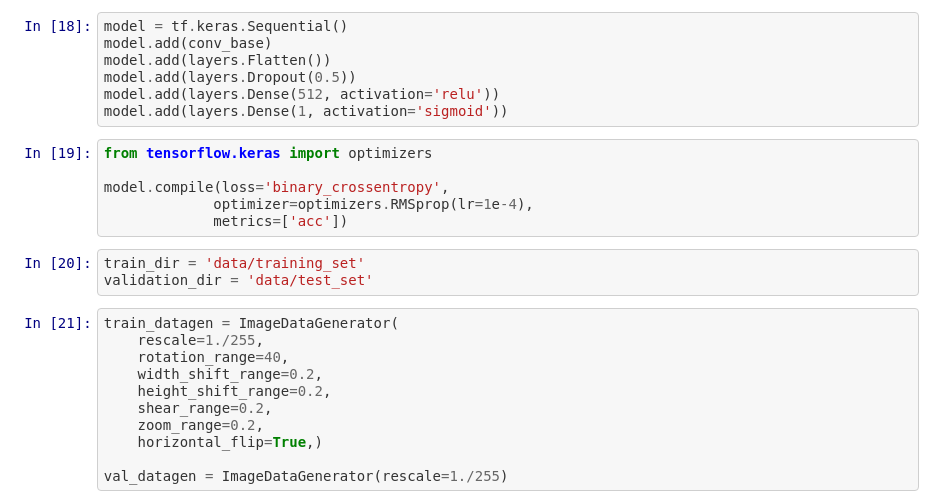 In [18]: model = tf.keras.Sequential()
model.add(conv_base)
model.add(layers.Flatten())
model.add(layers.Dropout(0.5))
model.add(layers.Dense(512, activation='relu'))
model.add(layers.Dense(1, activation='sigmoid'))
In [19]: from tensorflow.keras import optimizers
model.compile(loss='binary_crossentropy',
optimizer=optimizers.RMSprop(lr=1e-4),
metrics=['acc'])
In [20]: train_dir = 'data/training_set'
validation_dir = 'data/test_set'
In [21]: train_datagen = ImageDataGenerator(
rescale=1./255,
rotation_range=40,
width_shift_range=0.2,
height_shift_range=0.2,
shear_range=0.2,
zoom_range=0.2,
horizontal_flip=True,)
val_datagen = ImageDataGenerator(rescale=1./255)